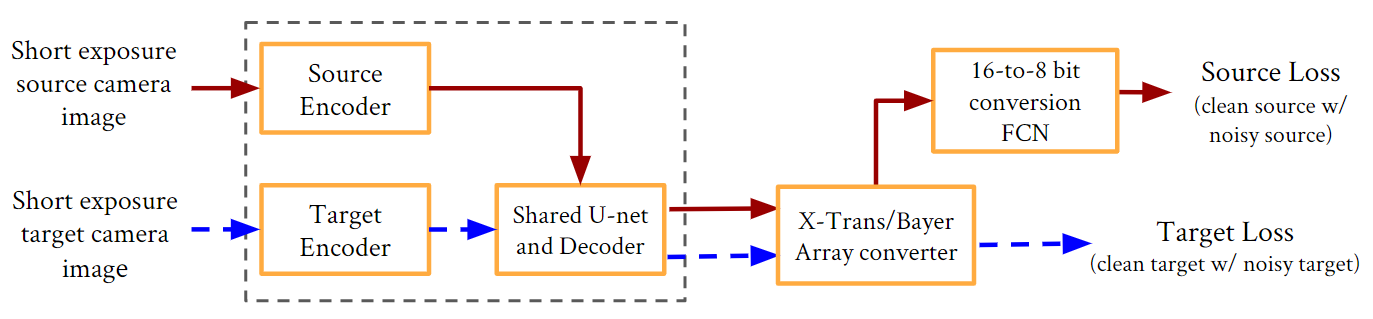 Short exposure
source camera
image
Source
Encoder
16-to-8 bit
conversion
FCN
Source Loss
(clean source w/
noisy source)
Short exposure
target camera
image
Target
Encoder
Shared U-net
and Decoder
X-Trans/Bayer
Array converter
Target Loss
(clean target w/ noisy target)